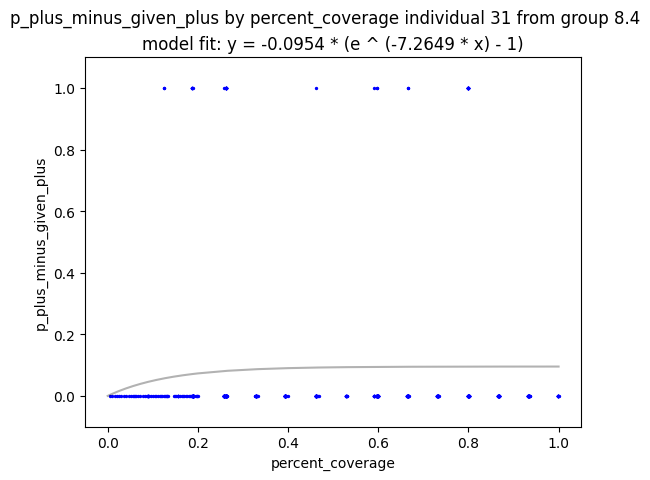 p_plus_minus_given_plus by percent_coverage individual 31 from group 8.4
model fit: y = -0.0954 * (e ^ (-7.2649 * x) - 1)
1.0
0.8
0.6
0.4
0.2
0.0
p_plus_minus_given_plus
0.0 0.2 0.4 0.6 0.8 1.0
percent_coverage